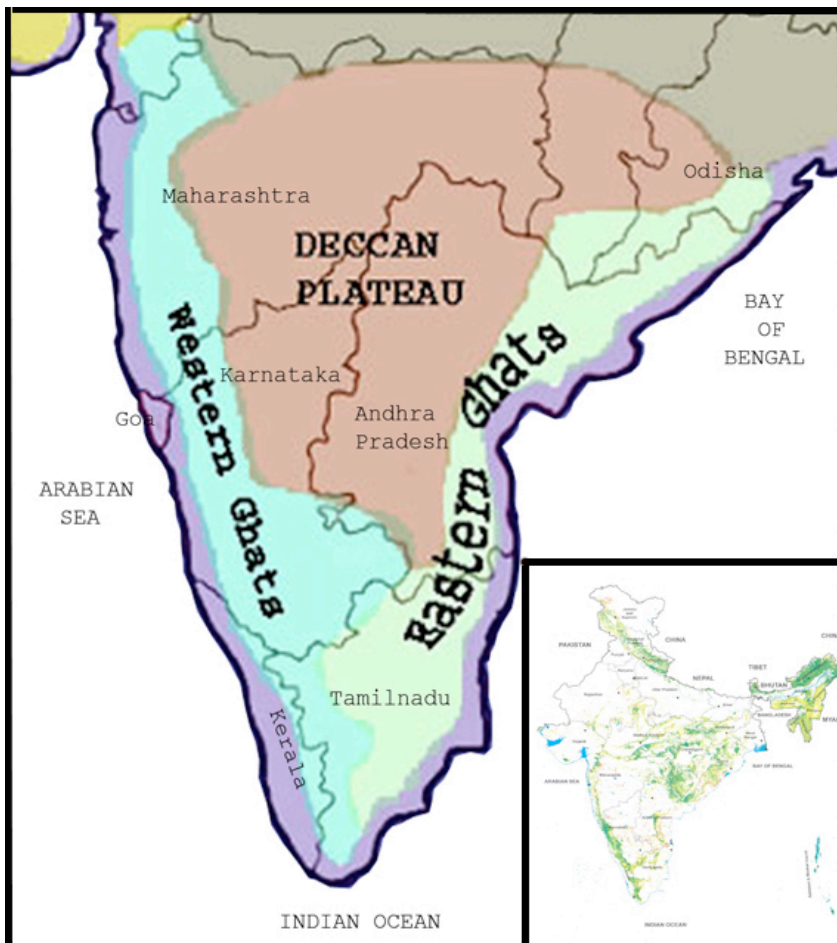 Odisha
Maharashtra
DECCAN
PLATEAU
BAY
OF
BENGAL
Western Ghats
Eastern Ghats
Karnataka
Goa
Andhra
Pradesh
ARABIAN
SEA
Tamilnadu
Kerala
INDIAN OCEAN
PAKISTAN
CHINA
TIBET
NEPAL
BHUTAN
BANGLADESH
ARABIAN SEA
BAY OF BENGAL
INDIAN OCEAN